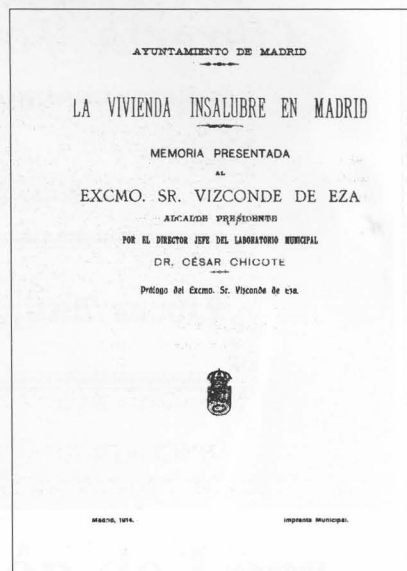 AYUNTAMIENTO DE MADRID
LA VIVIENDA INSALUBRE EN MADRID
MEMORIA PRESENTADA
AL
EXCMO. SR. VIZCONDE DE EZA
ALCALDE PRESIDENTE
POR EL DIRECTOR JEFE DEL LABORATORIO MUNICIPAL
DR. CÉSAR CHICOTE
Prólogo del Excmo. Sr. Vizconde de Eza.
Madrid, 1914. Imprenta Municipal.